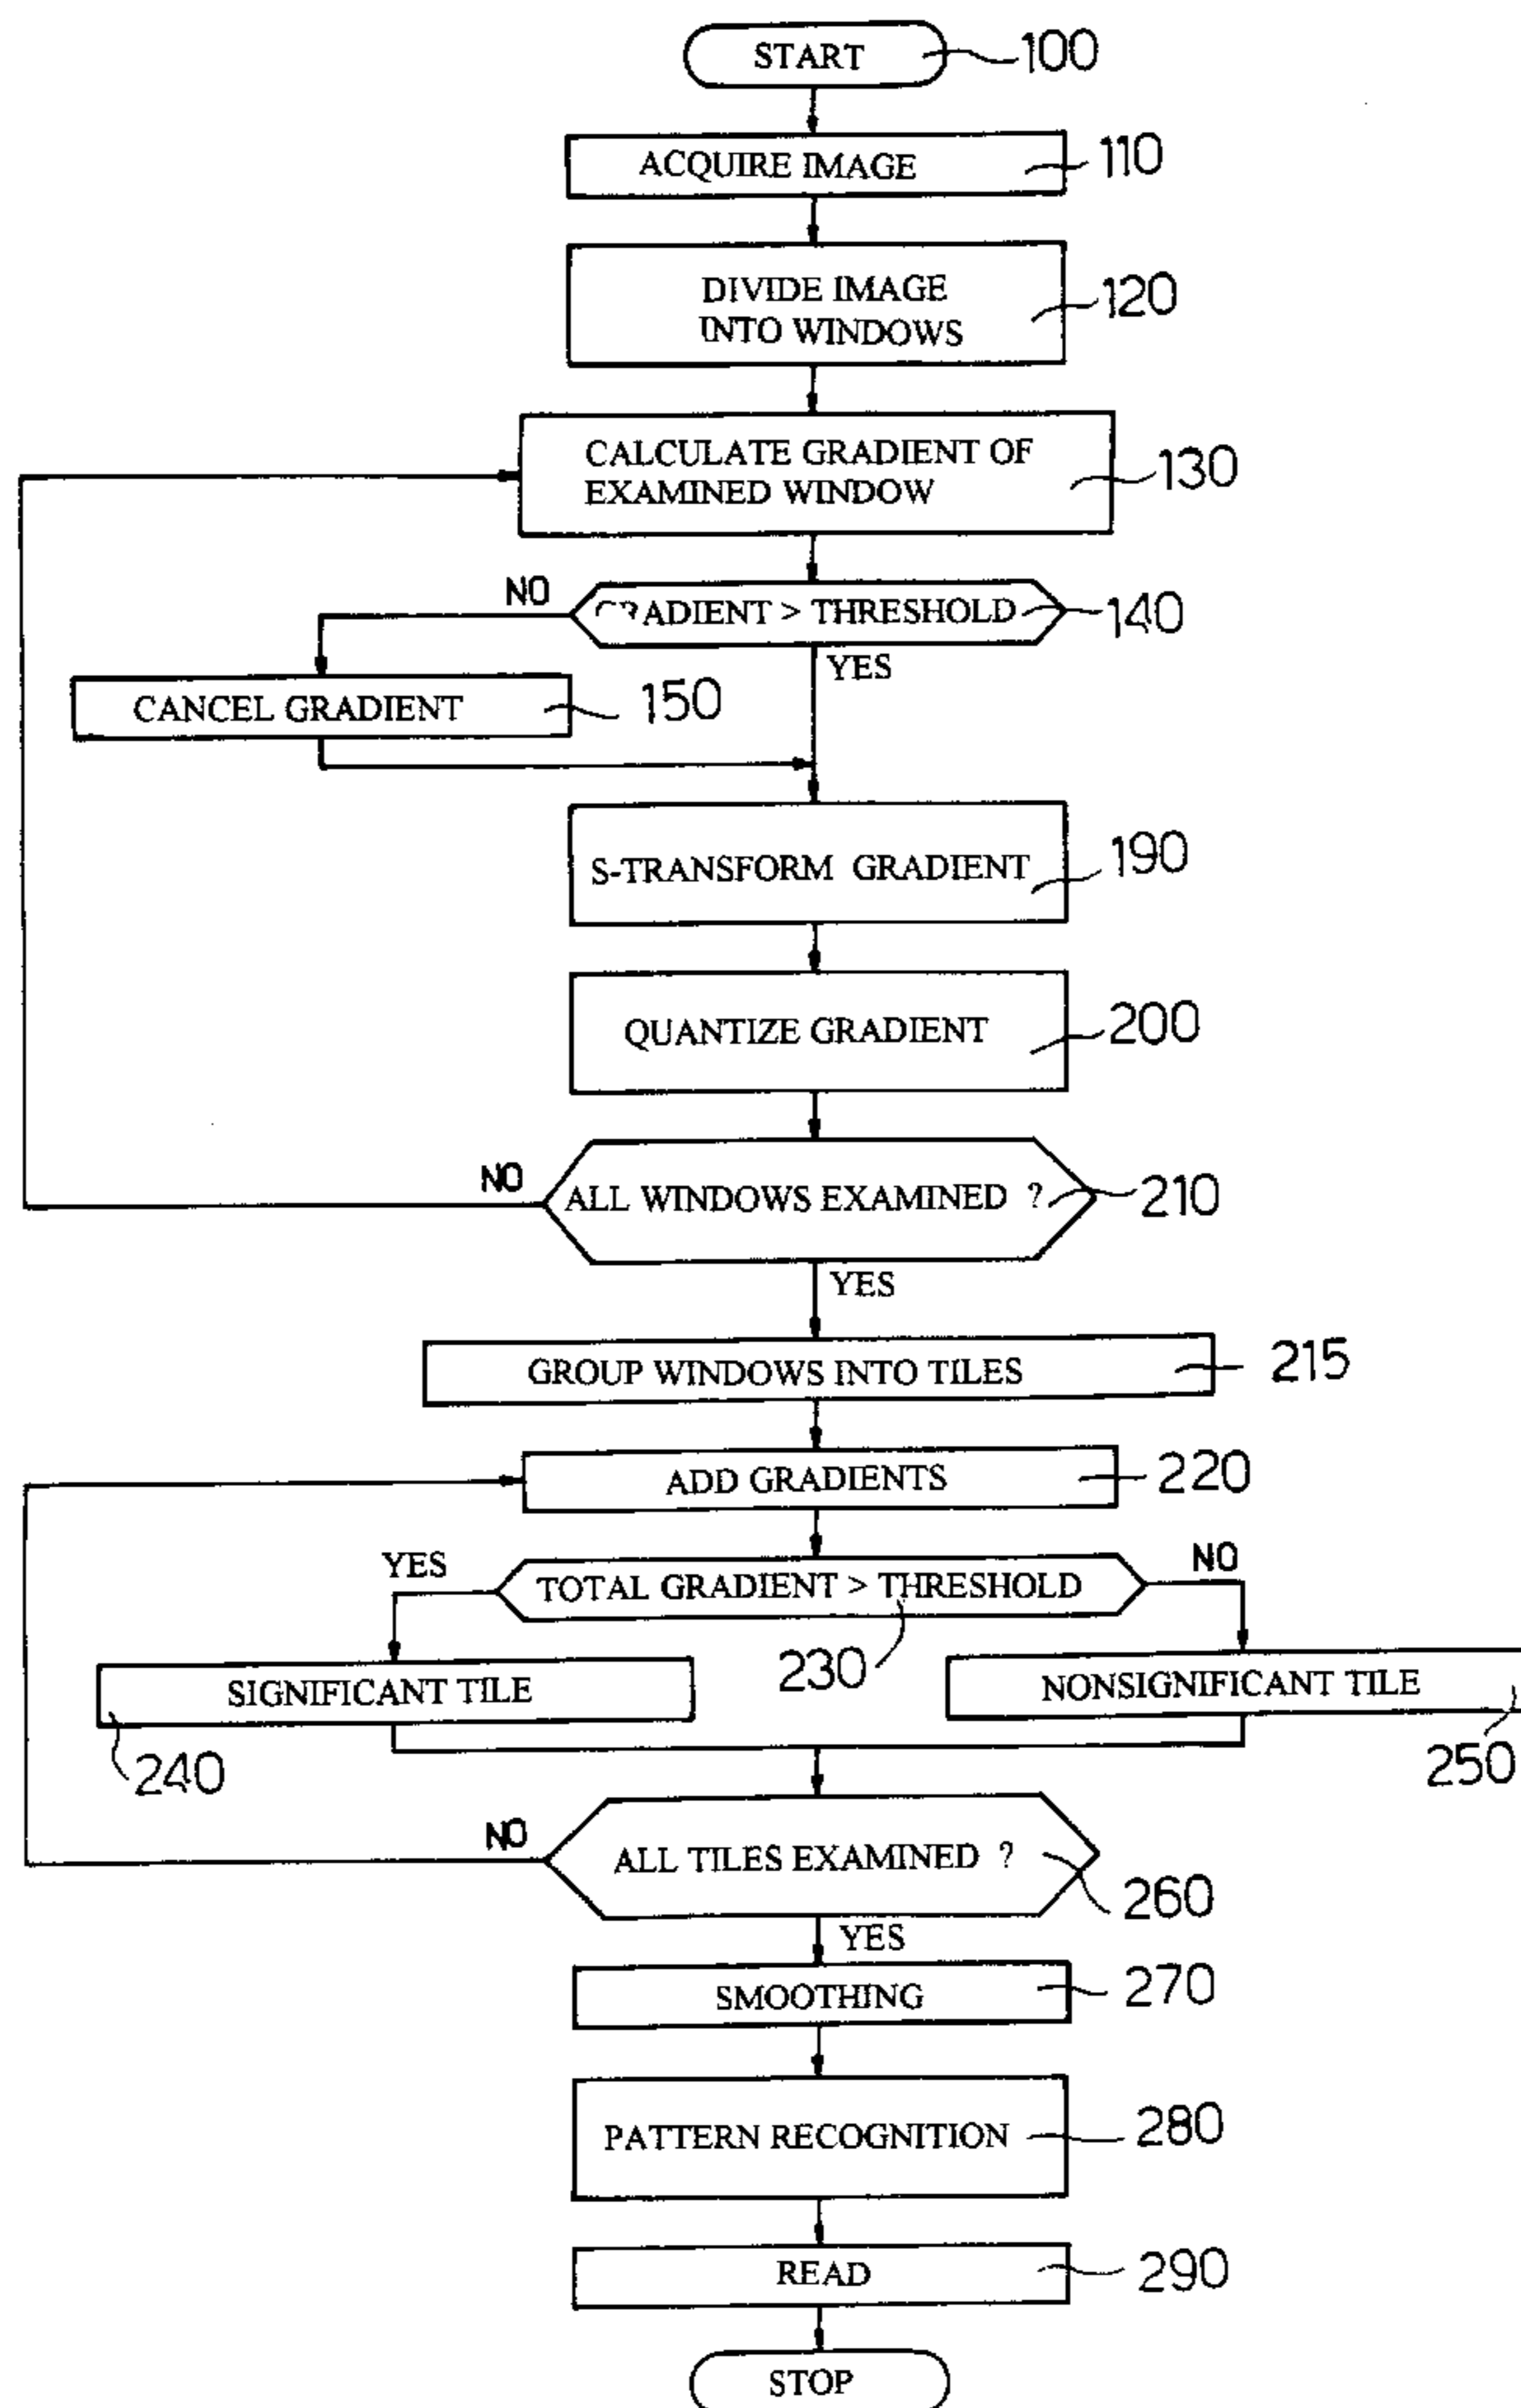 START 100
ACQUIRE IMAGE 110
DIVIDE IMAGE
INTO WINDOWS 120
CALCULATE GRADIENT OF
EXAMINED WINDOW 130
NO
GRADIENT > THRESHOLD 140
YES
CANCEL GRADIENT 150
S-TRANSFORM GRADIENT 190
QUANTIZE GRADIENT 200
NO
ALL WINDOWS EXAMINED ? 210
YES
GROUP WINDOWS INTO TILES 215
ADD GRADIENTS 220
YES
TOTAL GRADIENT > THRESHOLD
NO
230
SIGNIFICANT TILE
NONSIGNIFICANT TILE
240
250
NO
ALL TILES EXAMINED ? 260
YES
SMOOTHING 270
PATTERN RECOGNITION 280
READ 290
STOP